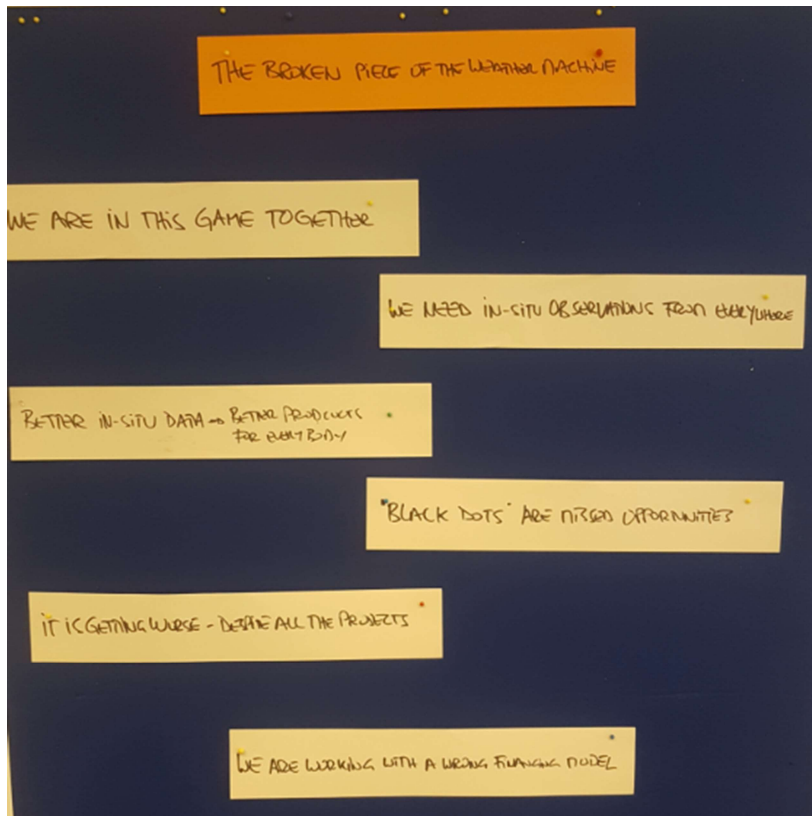 THE BROKEN PIECE OF THE WEATHER MACHINE
WE ARE IN THIS GAME TOGETHER
WE NEED IN-SITU OBSERVATIONS FROM EVERYWHERE
BETTER IN-SITU DATA → BETTER PRODUCTS
FOR EVERYBODY
"BLACK DOTS" ARE MISSED OPPORTUNITIES
IT IS GETTING WORSE - DESPITE ALL THE PROJECTS
WE ARE WORKING WITH A WRONG FINANCING MODEL